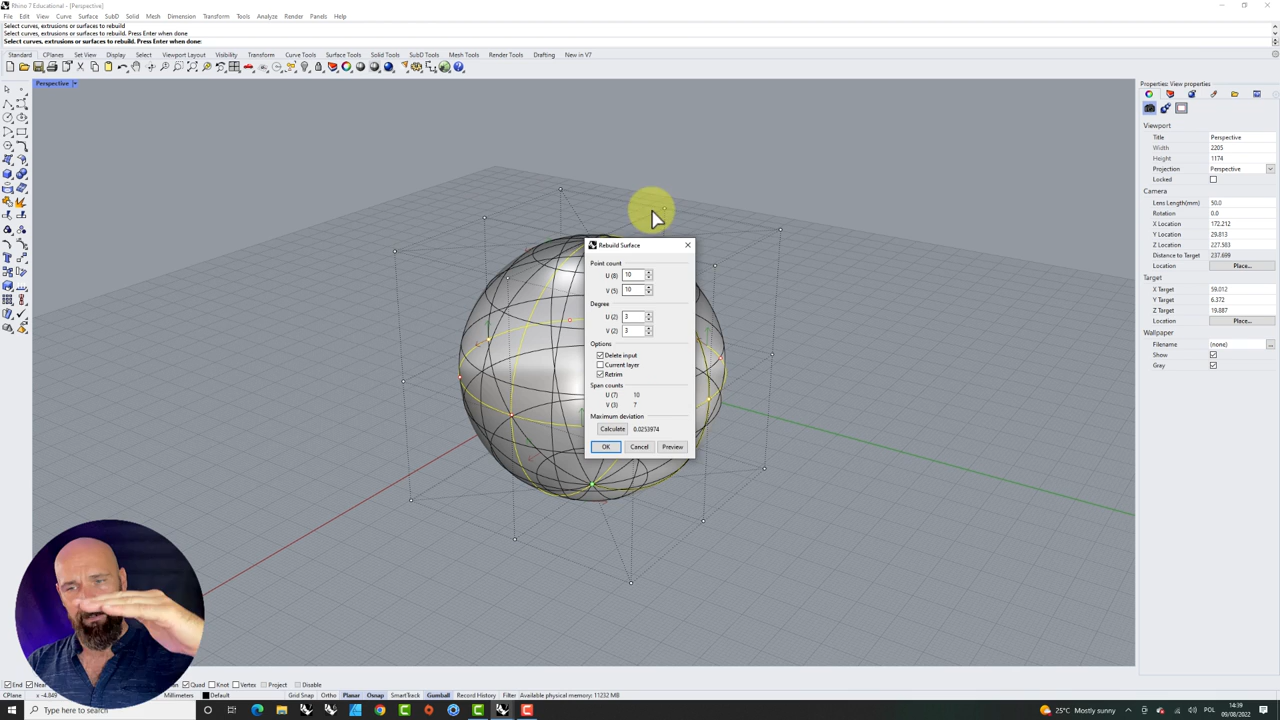 Rhino 7 Educational - [Perspective]
File Edit View Curve Surface SubD Solid Mesh Dimension Transform Tools Analyze Render Panels Help
Select curves, extrusions or surfaces to rebuild
Select curves, extrusions or surfaces to rebuild. Press Enter when done
Select curves, extrusions or surfaces to rebuild. Press Enter when done:
Standard CPlanes Set View Display Select Viewport Layout Visibility Transform Curve Tools Surface Tools Solid Tools SubD Tools Mesh Tools Render Tools Drafting New in V7
Perspective
Properties: View properties
Viewport
Title Perspective
Width 2205
Height 1174
Projection Perspective
Locked
Camera
Lens Length(mm) 50.0
Rotation 0.0
X Location 172.212
Y Location 29.813
Z Location 227.583
Distance to Target 237.699
Location Place...
Target
X Target 59.012
Y Target 6.372
Z Target 19.887
Location Place...
Wallpaper
Filename (none) ...
Show
Gray
Rebuild Surface
Point count
U (8) 10
V (5) 10
Degree
U (2) 3
V (2) 3
Options
Delete input
Current layer
Retrim
Span counts
U (7) 10
V (3) 7
Maximum deviation
Calculate 0.0253974
OK Cancel Preview
End Near Quad Knot Vertex Project Disable
CPlane x -4.849 Millimeters Default Grid Snap Ortho Planar Osnap SmartTrack Gumball Record History Filter Available physical memory: 11232 MB
Type here to search
25°C Mostly sunny POL 14:39
09/08/2022